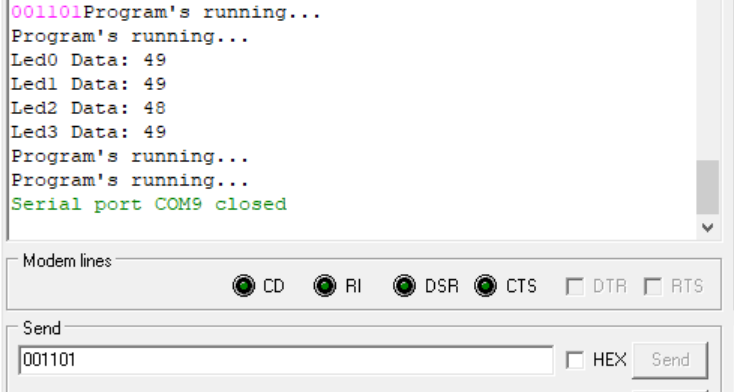 001101Program's running...
Program's running...
Led0 Data: 49
Led1 Data: 49
Led2 Data: 48
Led3 Data: 49
Program's running...
Program's running...
Serial port COM9 closed
Modem lines
CD RI DSR CTS DTR RTS
Send
001101 HEX Send